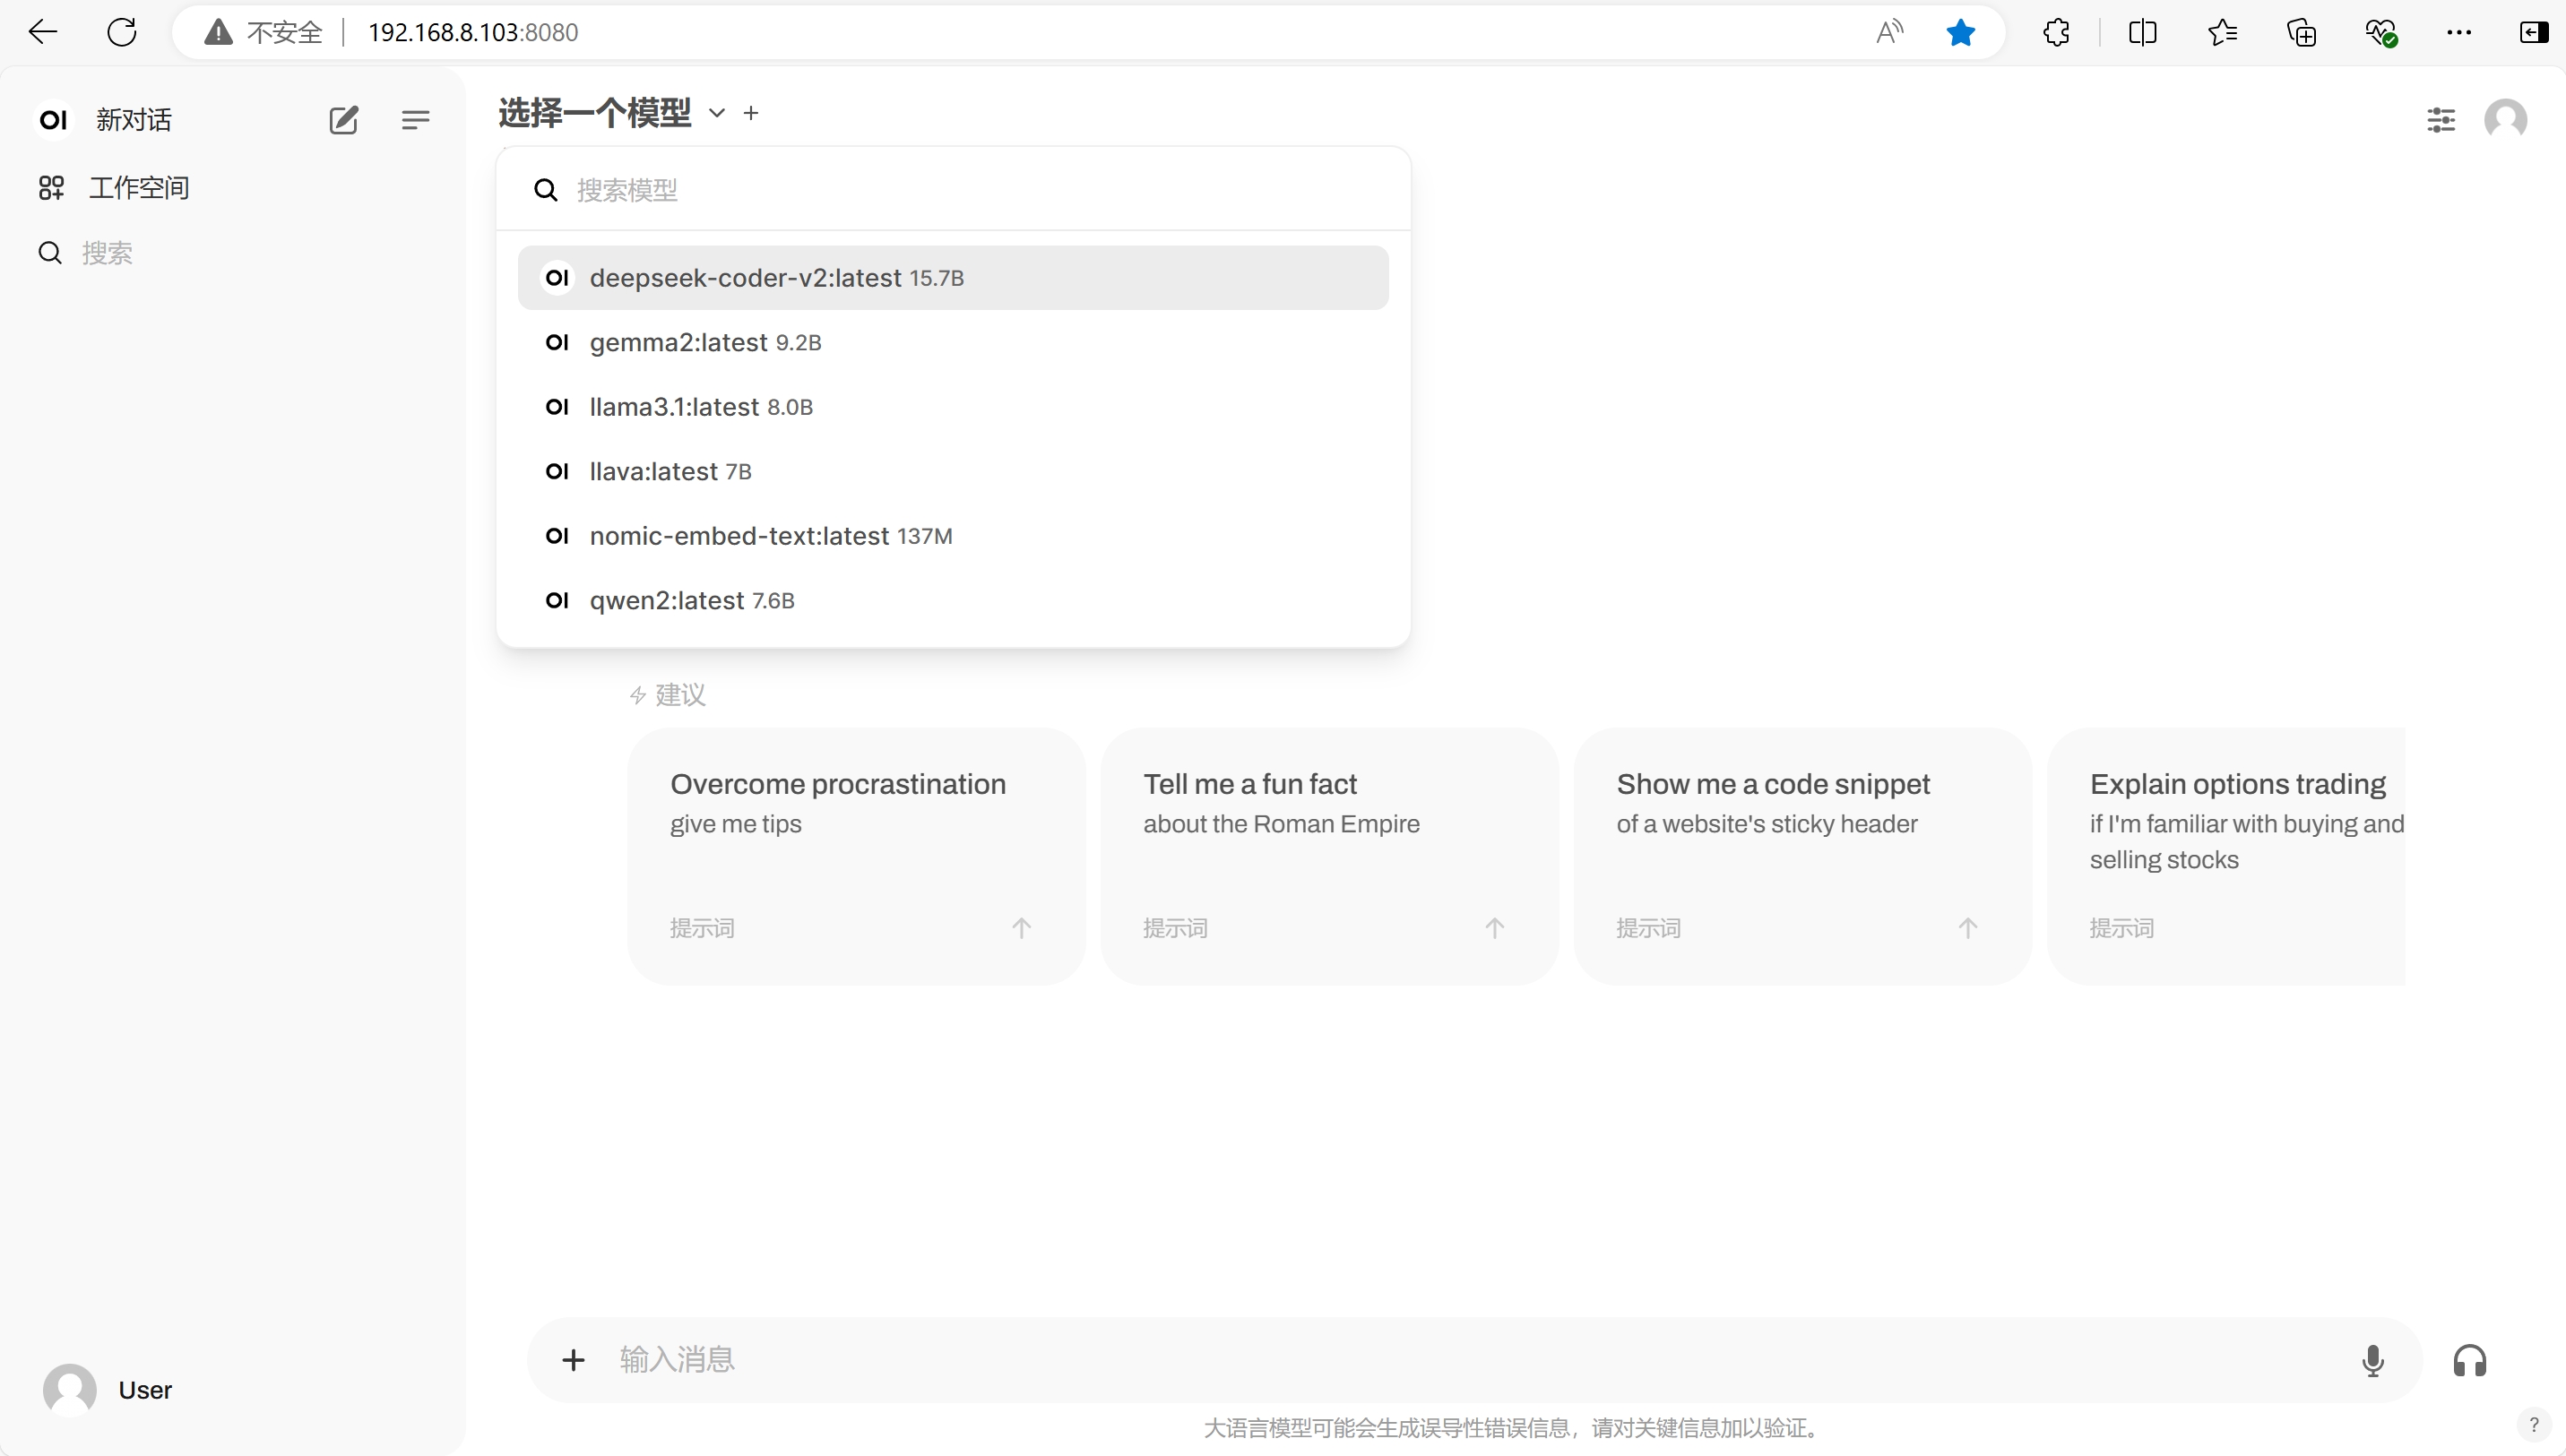 不安全 192.168.8.103:8080
OI 新对话
工作空间
搜索
选择一个模型
搜索模型
OI deepseek-coder-v2:latest 15.7B
OI gemma2:latest 9.2B
OI llama3.1:latest 8.0B
OI llava:latest 7B
OI nomic-embed-text:latest 137M
OI qwen2:latest 7.6B
建议
Overcome procrastination
give me tips
提示词
Tell me a fun fact
about the Roman Empire
提示词
Show me a code snippet
of a website's sticky header
提示词
Explain options trading
if I'm familiar with buying and
selling stocks
提示词
输入消息
User
大语言模型可能会生成误导性错误信息，请对关键信息加以验证。
?